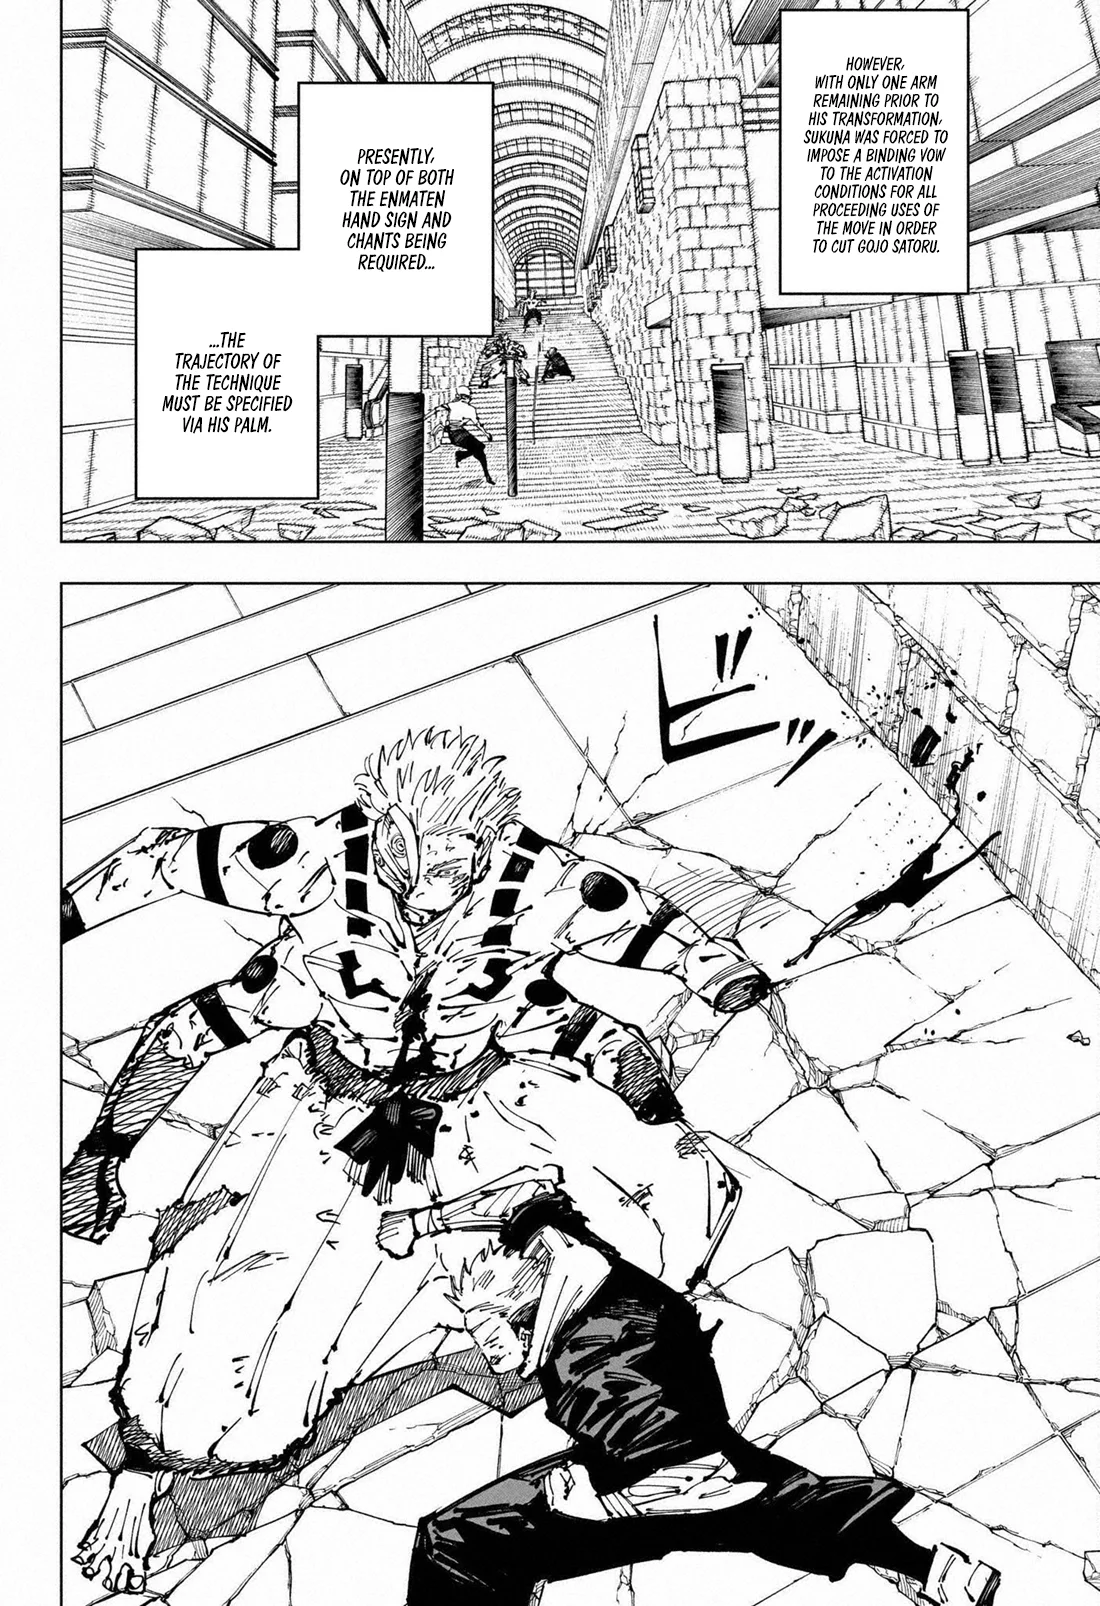 HOWEVER,
WITH ONLY ONE ARM
REMAINING PRIOR TO
HIS TRANSFORMATION,
SUKUNA WAS FORCED TO
IMPOSE A BINDING VOW
TO THE ACTIVATION
CONDITIONS FOR ALL
PROCEEDING USES OF
THE MOVE IN ORDER
TO CUT GOJO SATORU.
PRESENTLY,
ON TOP OF BOTH
THE ENMATEN
HAND SIGN AND
CHANTS BEING
REQUIRED...
...THE
TRAJECTORY OF
THE TECHNIQUE
MUST BE SPECIFIED
VIA HIS PALM.
ビッ